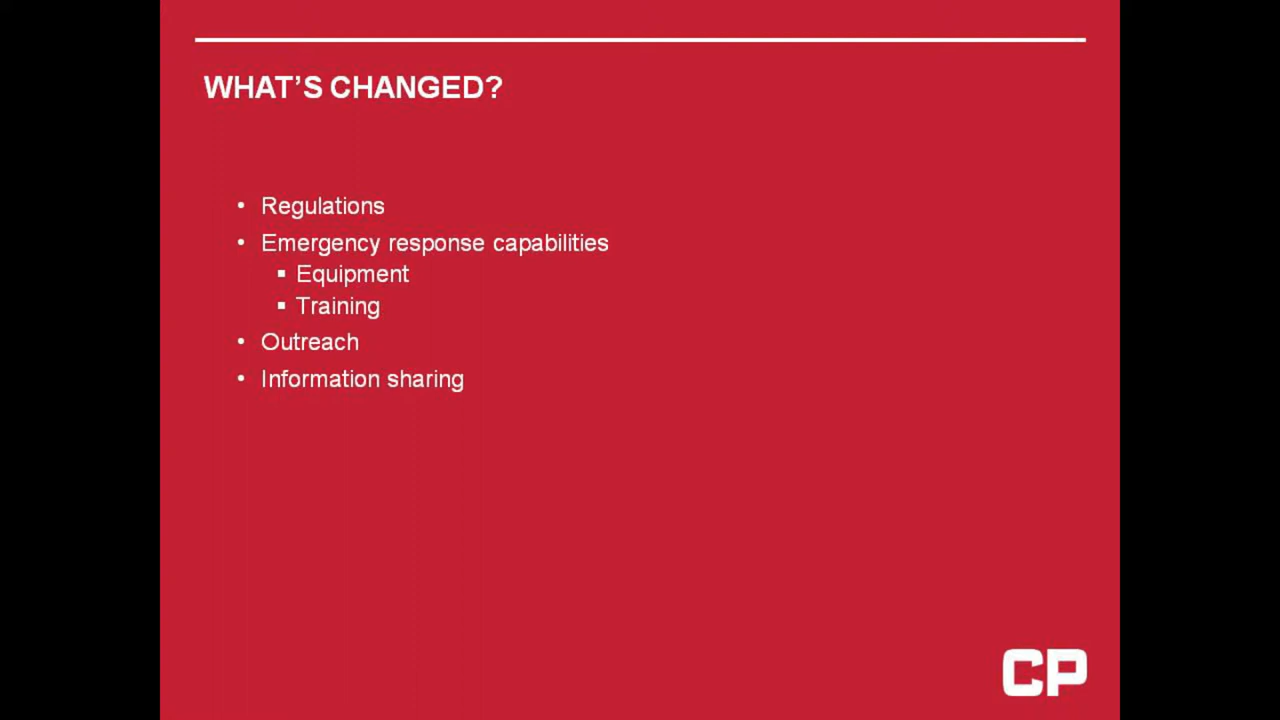 WHAT'S CHANGED?
• Regulations
• Emergency response capabilities
▪ Equipment
▪ Training
• Outreach
• Information sharing
CP